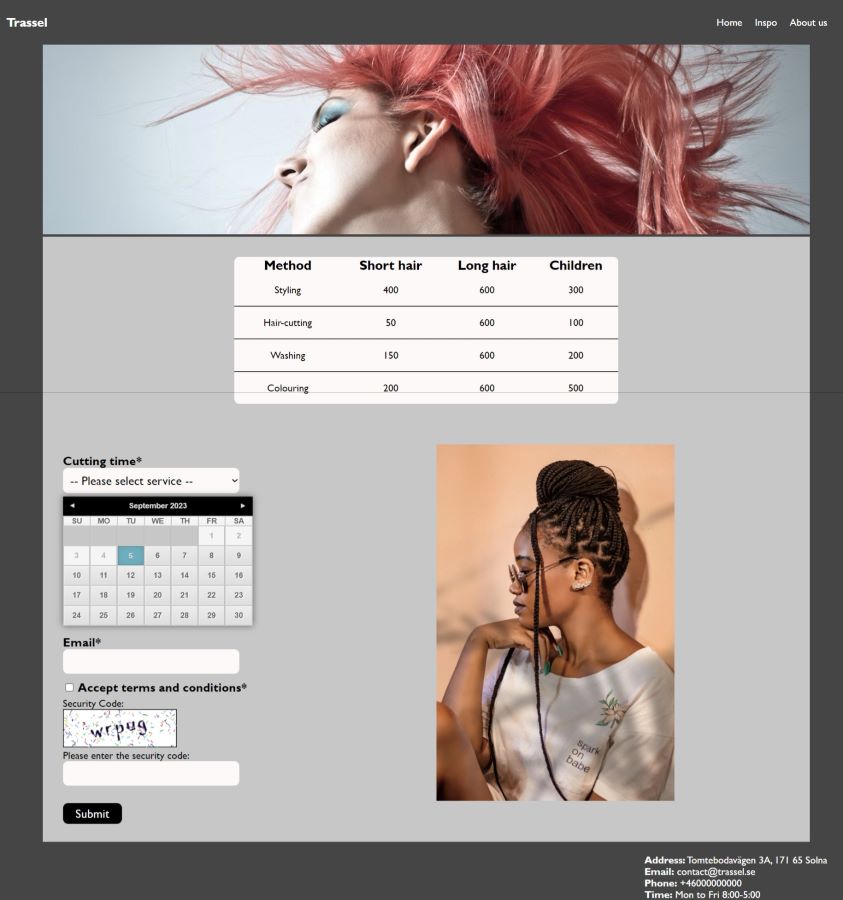 Trassel
Home Inspo About us
Method Short hair Long hair Children
Styling 400 600 300
Hair-cutting 50 600 100
Washing 150 600 200
Colouring 200 600 500
Cutting time*
-- Please select service --
September 2023
SU MO TU WE TH FR SA
1 2
3 4 5 6 7 8 9
10 11 12 13 14 15 16
17 18 19 20 21 22 23
24 25 26 27 28 29 30
Email*
Accept terms and conditions*
Security Code:
wrpug
Please enter the security code:
Submit
spark
on
babe
Address: Tomtebodavägen 3A, 171 65 Solna
Email: contact@trassel.se
Phone: +46000000000
Time: Mon to Fri 8:00-5:00